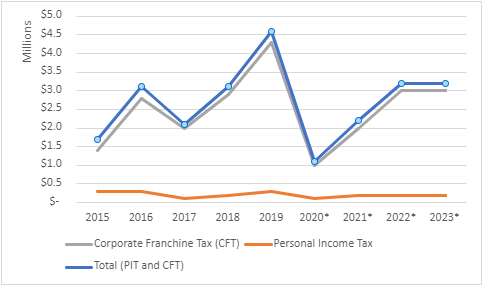 Millions
$5.0
$4.5
$4.0
$3.5
$3.0
$2.5
$2.0
$1.5
$1.0
$0.5
$-
2015 2016 2017 2018 2019 2020* 2021* 2022* 2023*
Corporate Franchine Tax (CFT) Personal Income Tax
Total (PIT and CFT)